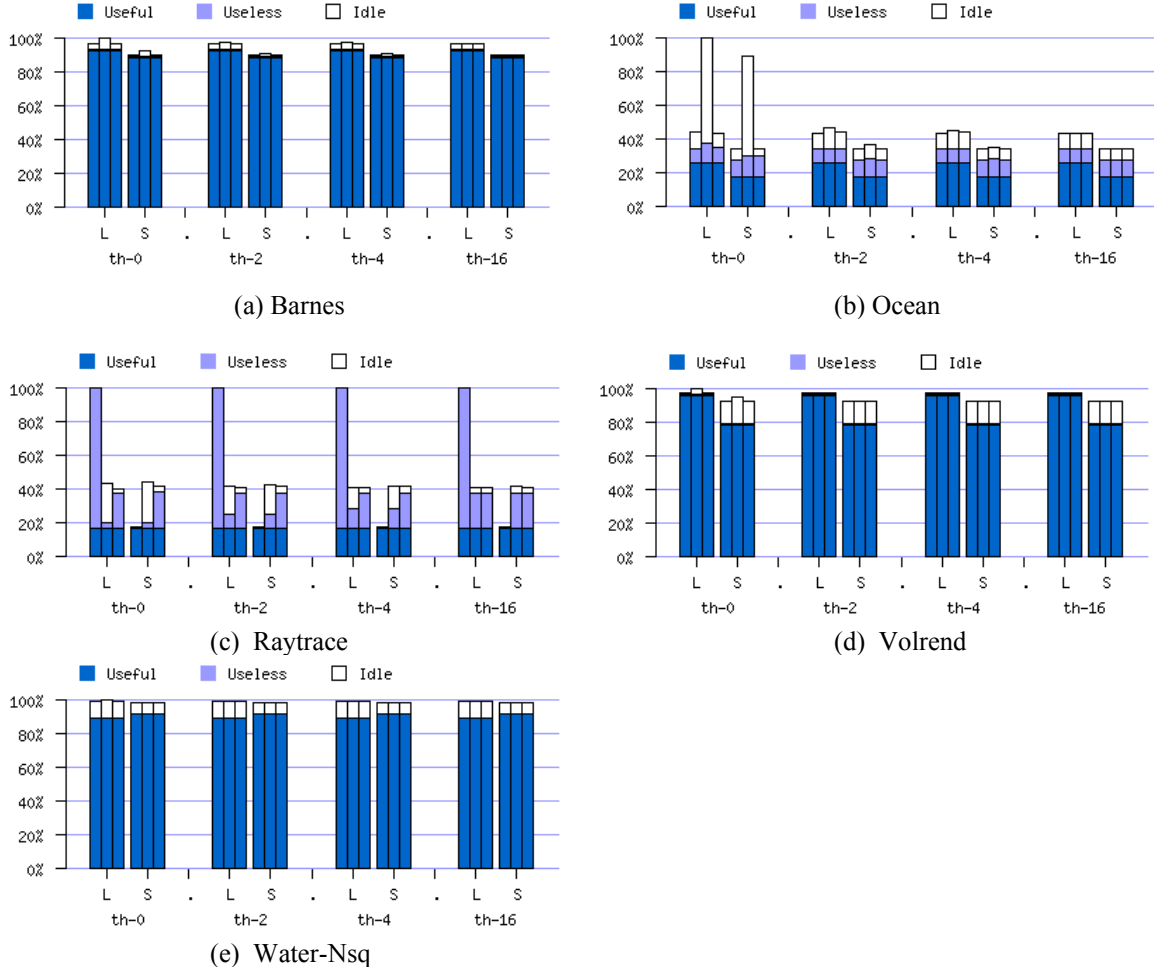 Useful Useless Idle
100%
80%
60%
40%
20%
0%
L S . L S . L S . L S
th-0 th-2 th-4 th-16
(a) Barnes
Useful Useless Idle
100%
80%
60%
40%
20%
0%
L S . L S . L S . L S
th-0 th-2 th-4 th-16
(b) Ocean
Useful Useless Idle
100%
80%
60%
40%
20%
0%
L S . L S . L S . L S
th-0 th-2 th-4 th-16
(c) Raytrace
Useful Useless Idle
100%
80%
60%
40%
20%
0%
L S . L S . L S . L S
th-0 th-2 th-4 th-16
(d) Volrend
Useful Useless Idle
100%
80%
60%
40%
20%
0%
L S . L S . L S . L S
th-0 th-2 th-4 th-16
(e) Water-Nsq